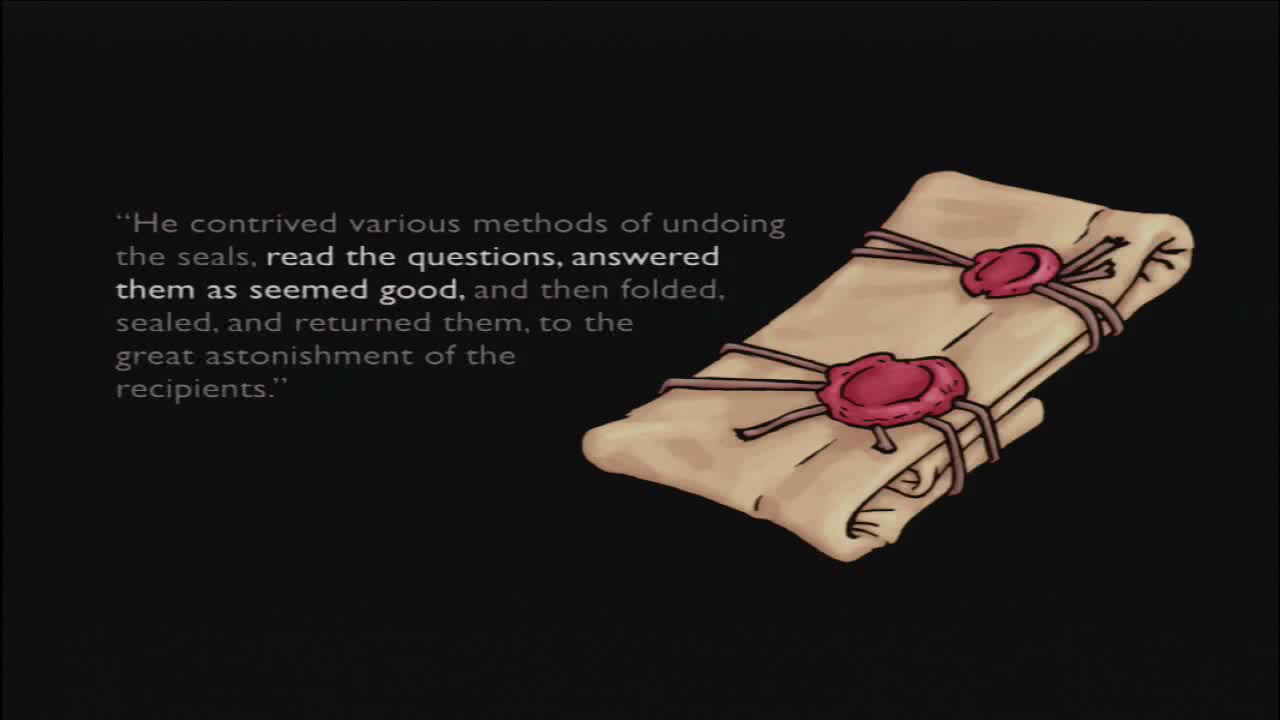 “He contrived various methods of undoing
the seals, read the questions, answered
them as seemed good, and then folded,
sealed, and returned them, to the
great astonishment of the
recipients.”